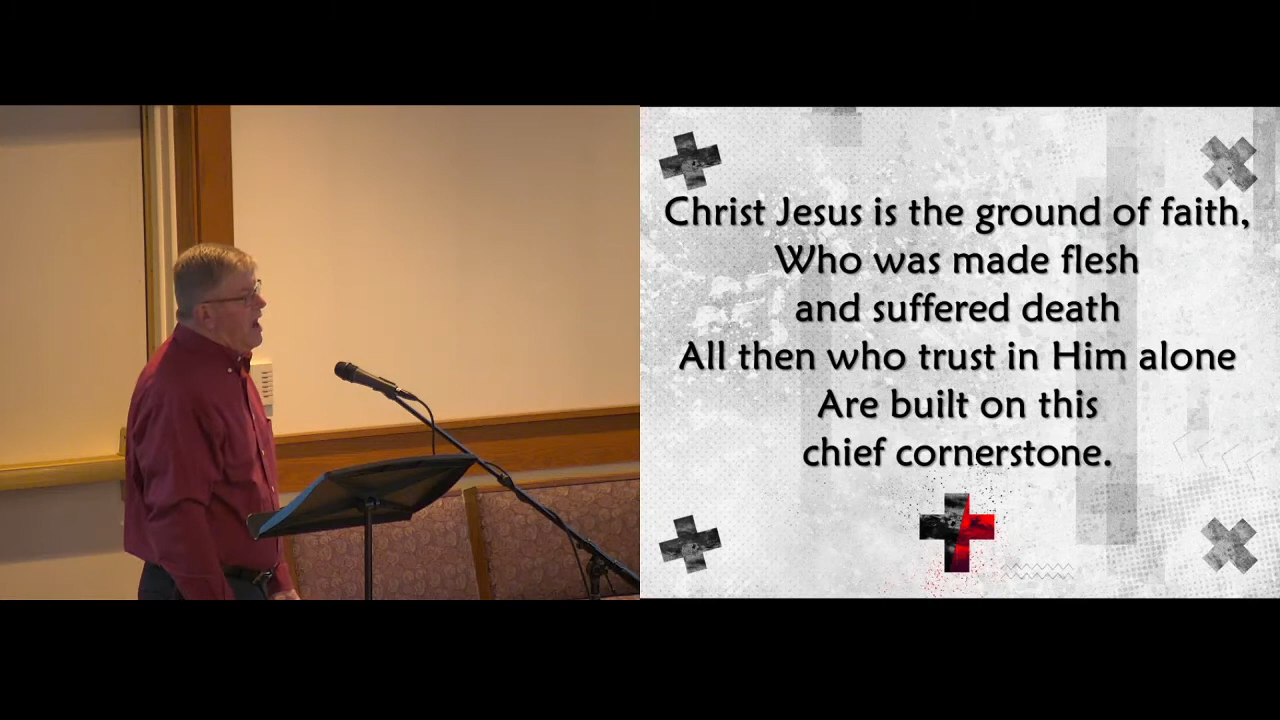 Christ Jesus is the ground of faith,
Who was made flesh
and suffered death
All then who trust in Him alone
Are built on this
chief cornerstone.